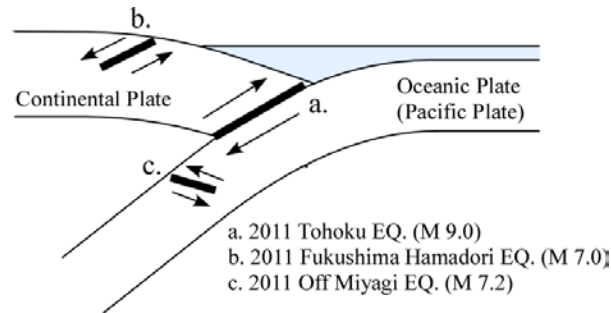 b.
Continental Plate
a.
Oceanic Plate
(Pacific Plate)
c.
a. 2011 Tohoku EQ. (M 9.0)
b. 2011 Fukushima Hamadori EQ. (M 7.0)
c. 2011 Off Miyagi EQ. (M 7.2)